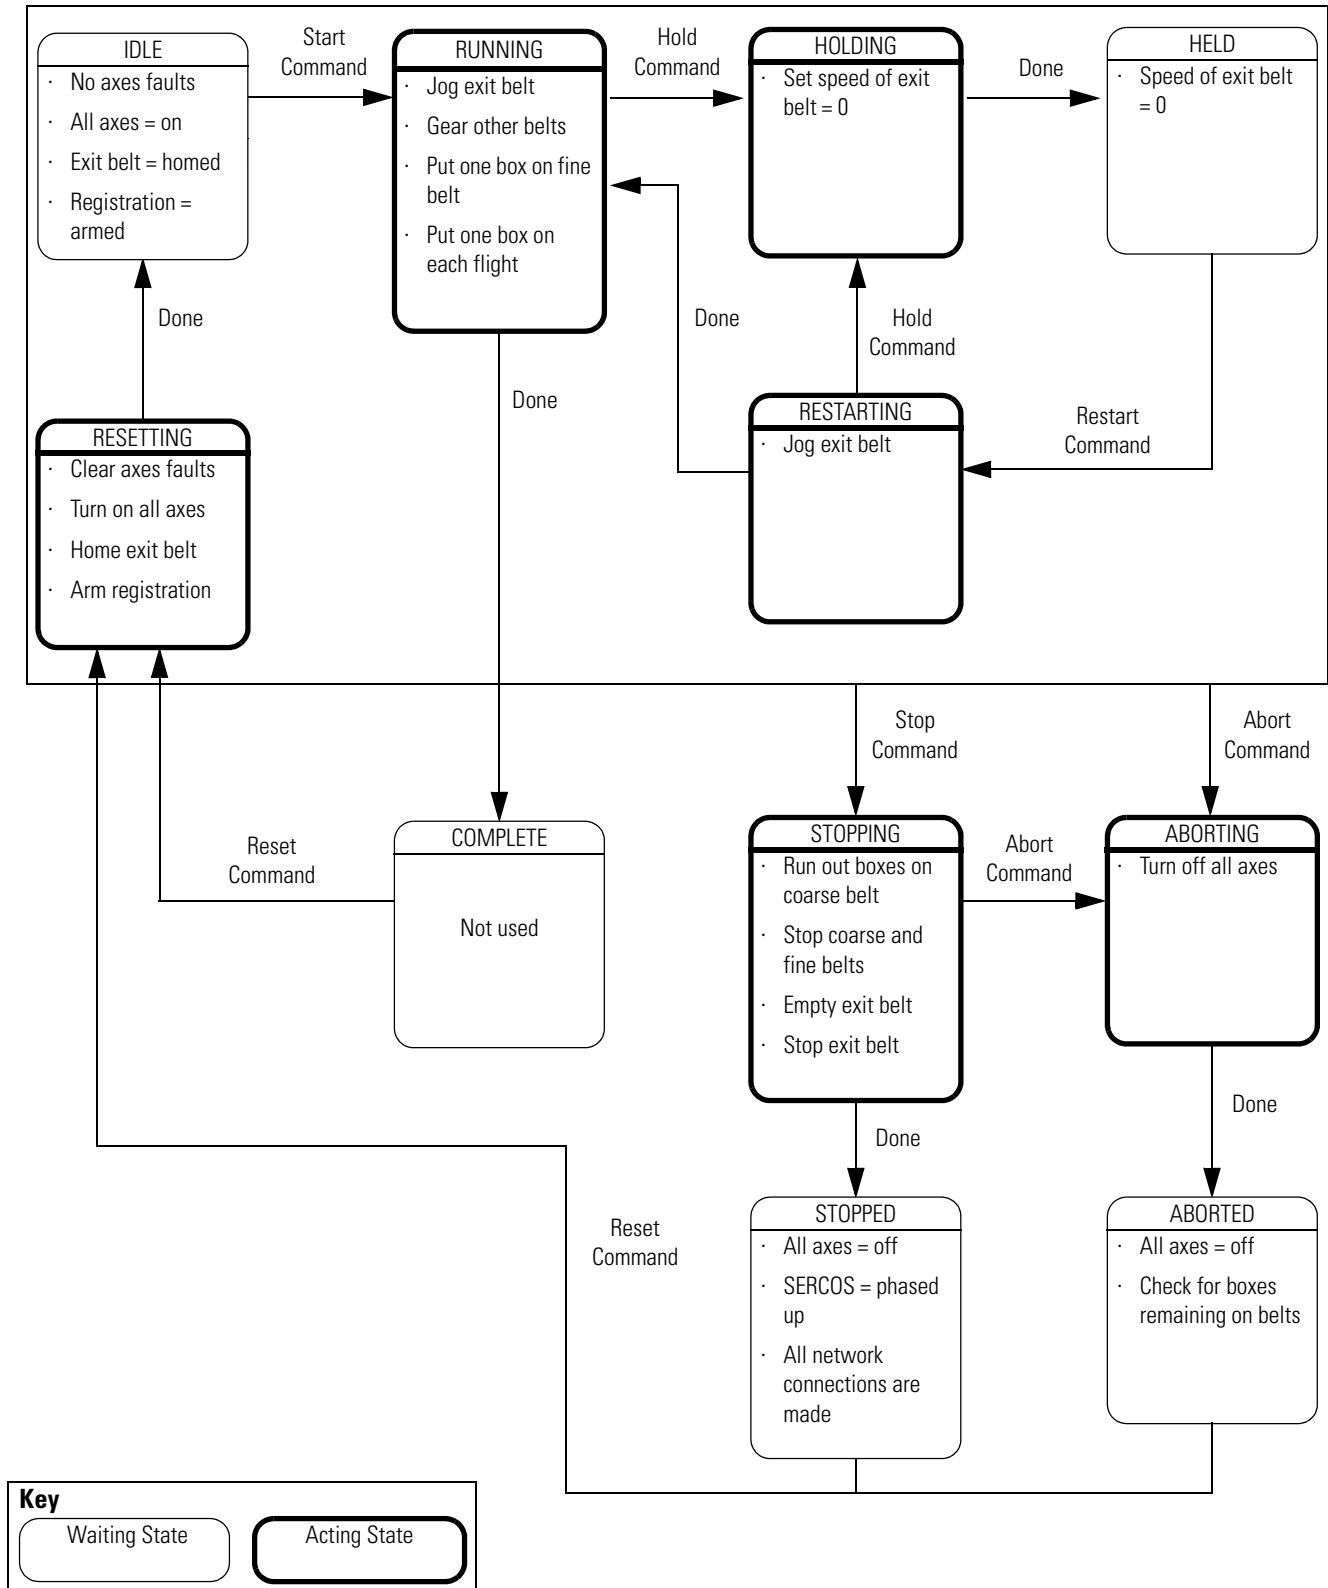 IDLE
· No axes faults
· All axes = on
· Exit belt = homed
· Registration =
armed
Start
Command
RUNNING
· Jog exit belt
· Gear other belts
· Put one box on fine
belt
· Put one box on
each flight
Hold
Command
HOLDING
· Set speed of exit
belt = 0
Done
HELD
· Speed of exit belt
= 0
Done
Done
Hold
Command
Done
RESTARTING
· Jog exit belt
Restart
Command
RESETTING
· Clear axes faults
· Turn on all axes
· Home exit belt
· Arm registration
Stop
Command
Abort
Command
Reset
Command
COMPLETE
Not used
STOPPING
· Run out boxes on
coarse belt
· Stop coarse and
fine belts
· Empty exit belt
· Stop exit belt
Abort
Command
ABORTING
· Turn off all axes
Done
Done
Reset
Command
STOPPED
· All axes = off
· SERCOS = phased
up
· All network
connections are
made
ABORTED
· All axes = off
· Check for boxes
remaining on belts
Key
Waiting State
Acting State